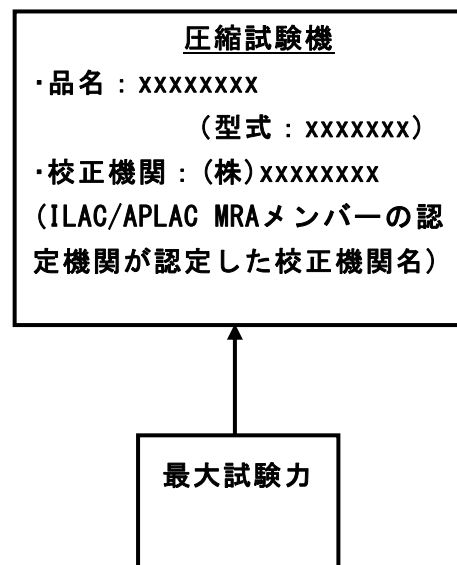 圧縮試験機
・品名：xxxxxxxx
（型式：xxxxxxx）
・校正機関：(株)xxxxxxxx
(ILAC/APLAC MRAメンバーの認
定機関が認定した校正機関名)
最大試験力